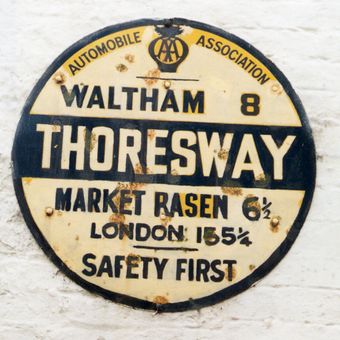 AUTOMOBILE AA ASSOCIATION
WALTHAM 8
THORESWAY
MARKET RASEN 6½
LONDON 155¼
SAFETY FIRST